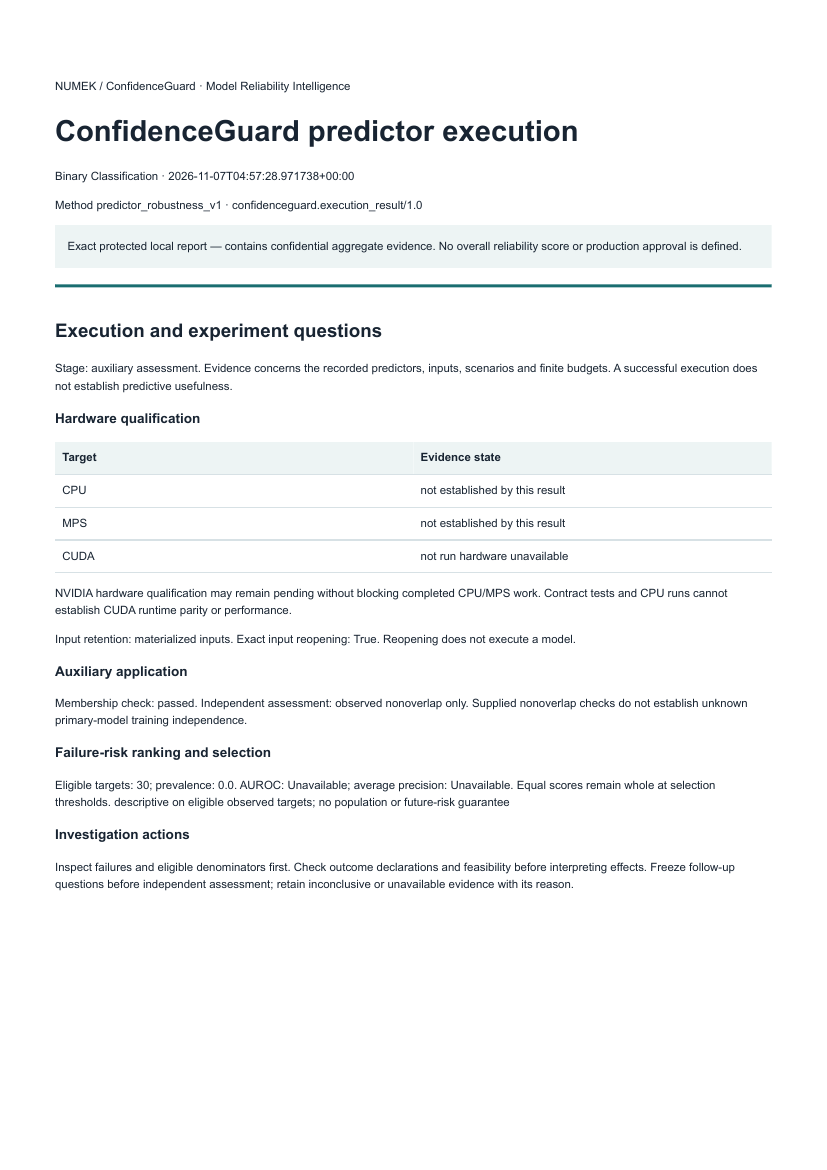 NUMEK / ConfidenceGuard · Model Reliability Intelligence
ConfidenceGuard predictor execution
Binary Classification · 2026-11-07T04:57:28.971738+00:00
Method predictor_robustness_v1 · confidenceguard.execution_result/1.0
Exact protected local report — contains confidential aggregate evidence. No overall reliability score or production approval is defined.
Execution and experiment questions
Stage: auxiliary assessment. Evidence concerns the recorded predictors, inputs, scenarios and finite budgets. A successful execution does
not establish predictive usefulness.
Hardware qualification
Target Evidence state
CPU not established by this result
MPS not established by this result
CUDA not run hardware unavailable
NVIDIA hardware qualification may remain pending without blocking completed CPU/MPS work. Contract tests and CPU runs cannot
establish CUDA runtime parity or performance.
Input retention: materialized inputs. Exact input reopening: True. Reopening does not execute a model.
Auxiliary application
Membership check: passed. Independent assessment: observed nonoverlap only. Supplied nonoverlap checks do not establish unknown
primary-model training independence.
Failure-risk ranking and selection
Eligible targets: 30; prevalence: 0.0. AUROC: Unavailable; average precision: Unavailable. Equal scores remain whole at selection
thresholds. descriptive on eligible observed targets; no population or future-risk guarantee
Investigation actions
Inspect failures and eligible denominators first. Check outcome declarations and feasibility before interpreting effects. Freeze follow-up
questions before independent assessment; retain inconclusive or unavailable evidence with its reason.